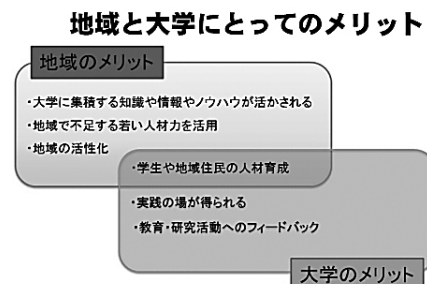 地域と大学にとってのメリット
地域のメリット
・大学に集積する知識や情報やノウハウが活かされる
・地域で不足する若い人材力を活用
・地域の活性化
・学生や地域住民の人材育成
・実践の場が得られる
・教育・研究活動へのフィードバック
大学のメリット